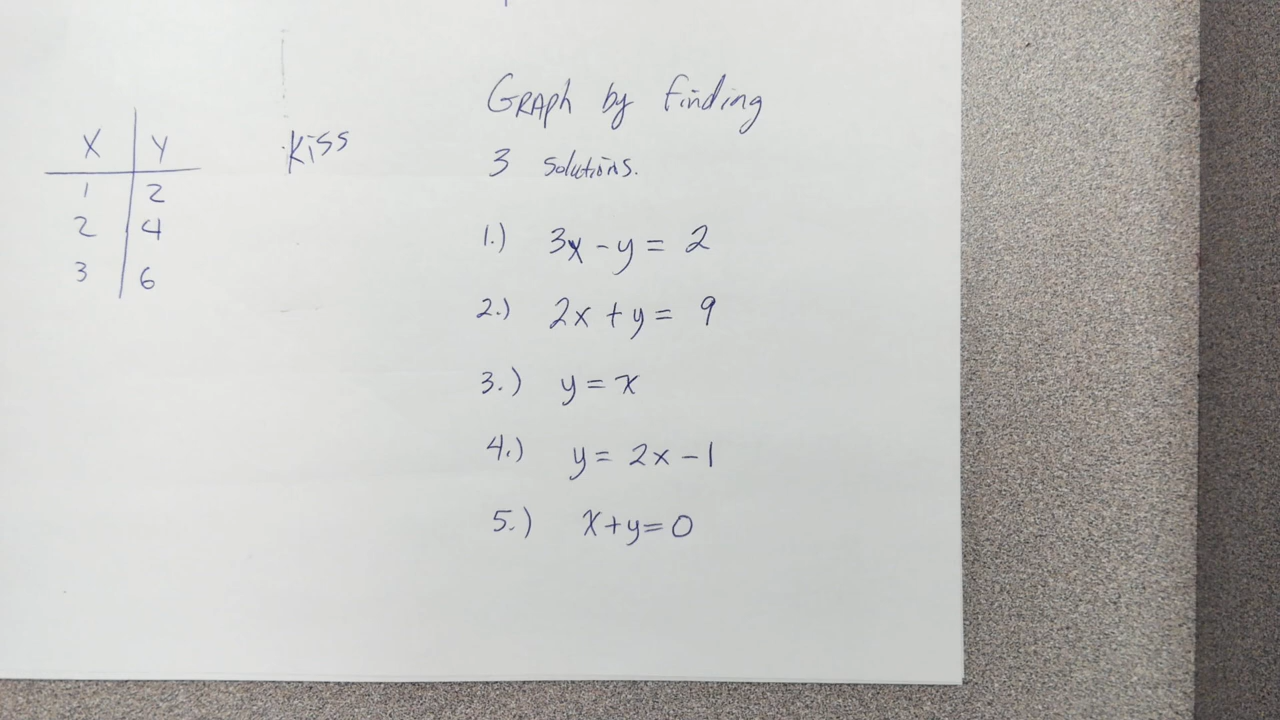 X Y
1 2
2 4
3 6
Kiss
GRAPh by finding
3 solutions.
1.) 3x - y = 2
2.) 2x + y = 9
3.) y = x
4.) y = 2x - 1
5.) x + y = 0